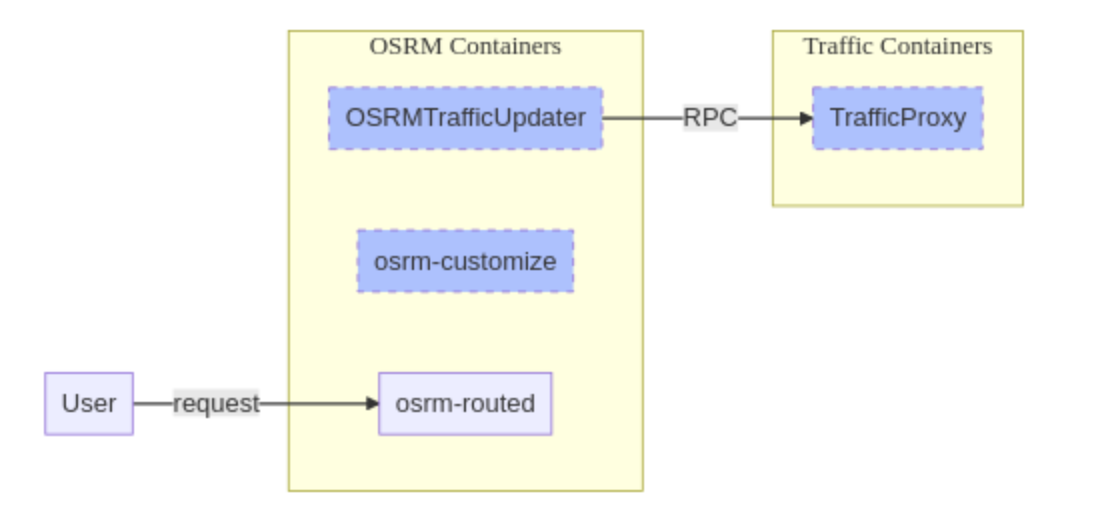 OSRM Containers
Traffic Containers
OSRMTrafficUpdater
RPC
TrafficProxy
osrm-customize
User
request
osrm-routed